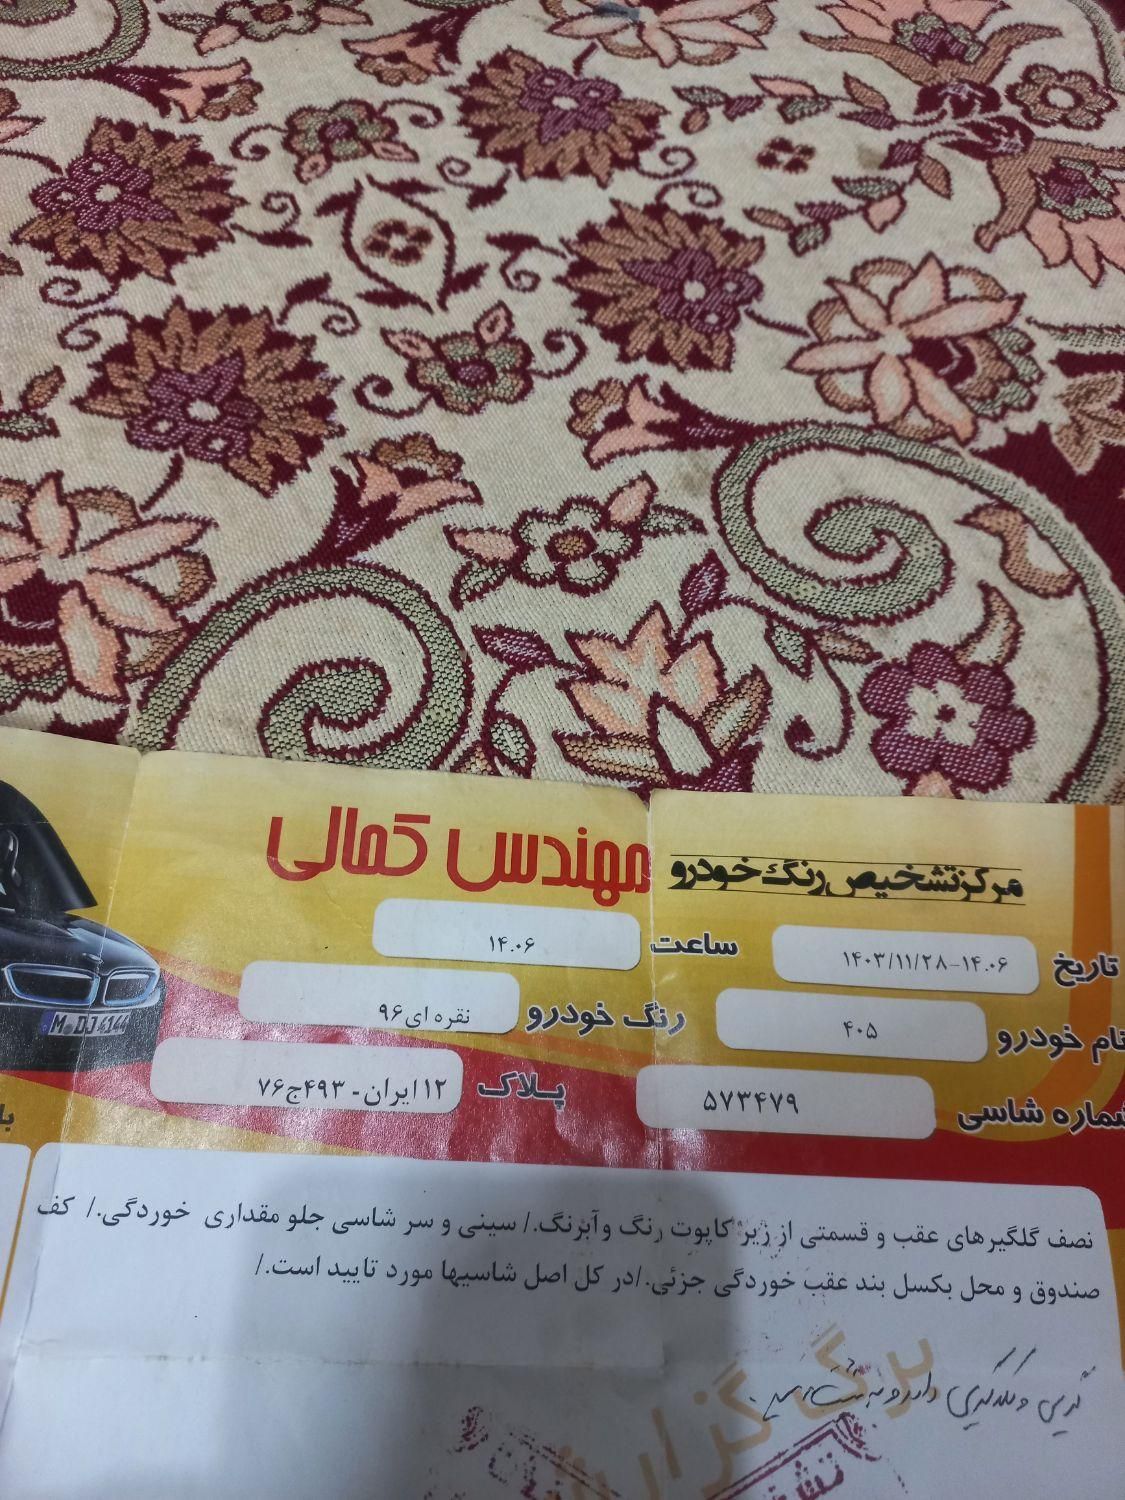 مرکز تشخیص رنگ خودرو مهندس کمالی
تاریخ ۱۴۰۳/۱۱/۲۸-۱۴.۰۶ ساعت ۱۴.۰۶
نام خودرو ۴۰۵ رنگ خودرو نقره ای ۹۶
شماره شاسی ۵۷۳۴۷۹ پلاک ۱۲ ایران - ۴۹۳ج۷۶
نصف گلگیرهای عقب و قسمتی از زیر کاپوت رنگ وآبرنگ./ سینی و سر شاسی جلو مقداری خوردگی./ کف
صندوق و محل بکسل بند عقب خوردگی جزئی./در کل اصل شاسیها مورد تایید است./
برگ گزارش